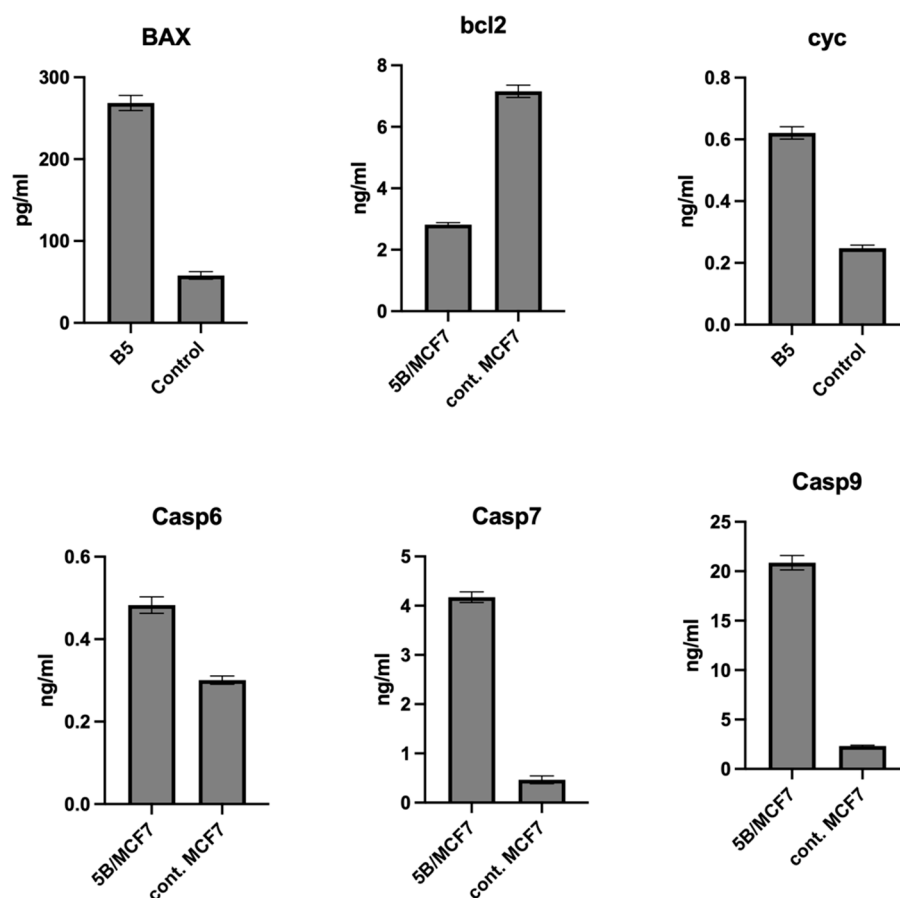 BAX
300
200
100
0
pg/ml
B5
Control
bcl2
8
6
4
2
0
ng/ml
5B/MCF7
cont. MCF7
cyc
0.8
0.6
0.4
0.2
0.0
ng/ml
B5
Control
Casp6
0.6
0.4
0.2
0.0
ng/ml
5B/MCF7
cont. MCF7
Casp7
5
4
3
2
1
0
ng/ml
5B/MCF7
cont. MCF7
Casp9
25
20
15
10
5
0
ng/ml
5B/MCF7
cont. MCF7